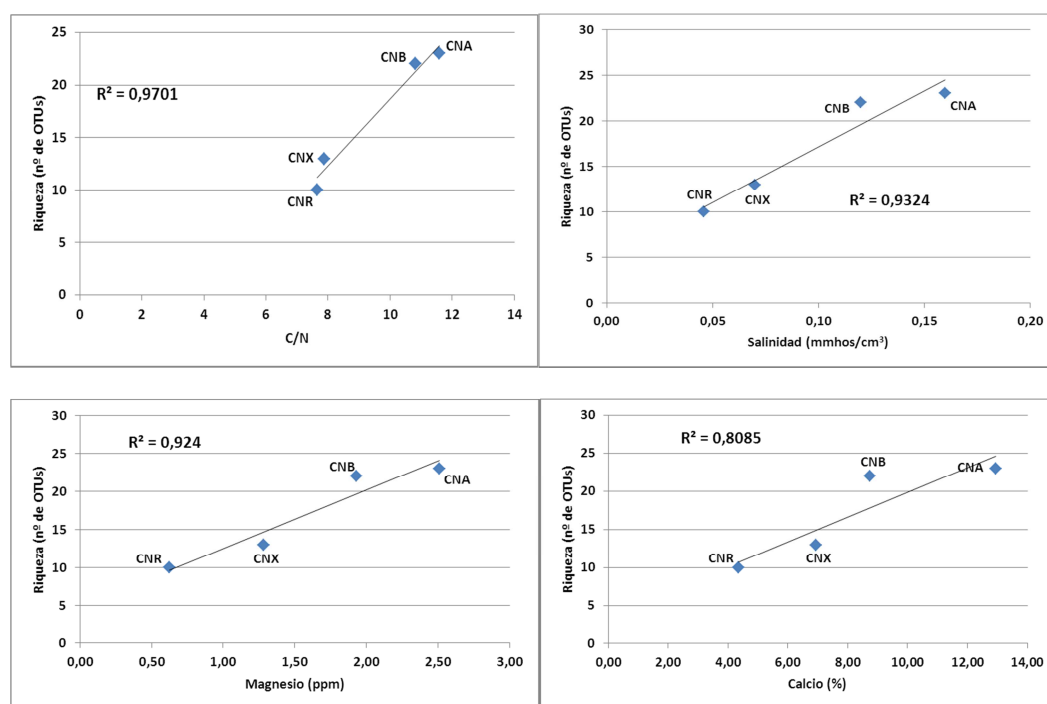 25
20
15
10
5
0
Riqueza (nº de OTUs)
R² = 0,9701
CNB
CNA
CNX
CNR
0 2 4 6 8 10 12 14
C/N
30
25
20
15
10
5
0
Riqueza (nº de OTUs)
CNB
CNA
CNR
CNX
R² = 0,9324
0,00 0,05 0,10 0,15 0,20
Salinidad (mmhos/cm³)
30
25
20
15
10
5
0
Riqueza (nº de OTUs)
R² = 0,924
CNB
CNA
CNR
CNX
0,00 0,50 1,00 1,50 2,00 2,50 3,00
Magnesio (ppm)
30
25
20
15
10
5
0
Riqueza (nº de OTUs)
R² = 0,8085
CNB
CNA
CNR
CNX
0,00 2,00 4,00 6,00 8,00 10,00 12,00 14,00
Calcio (%)